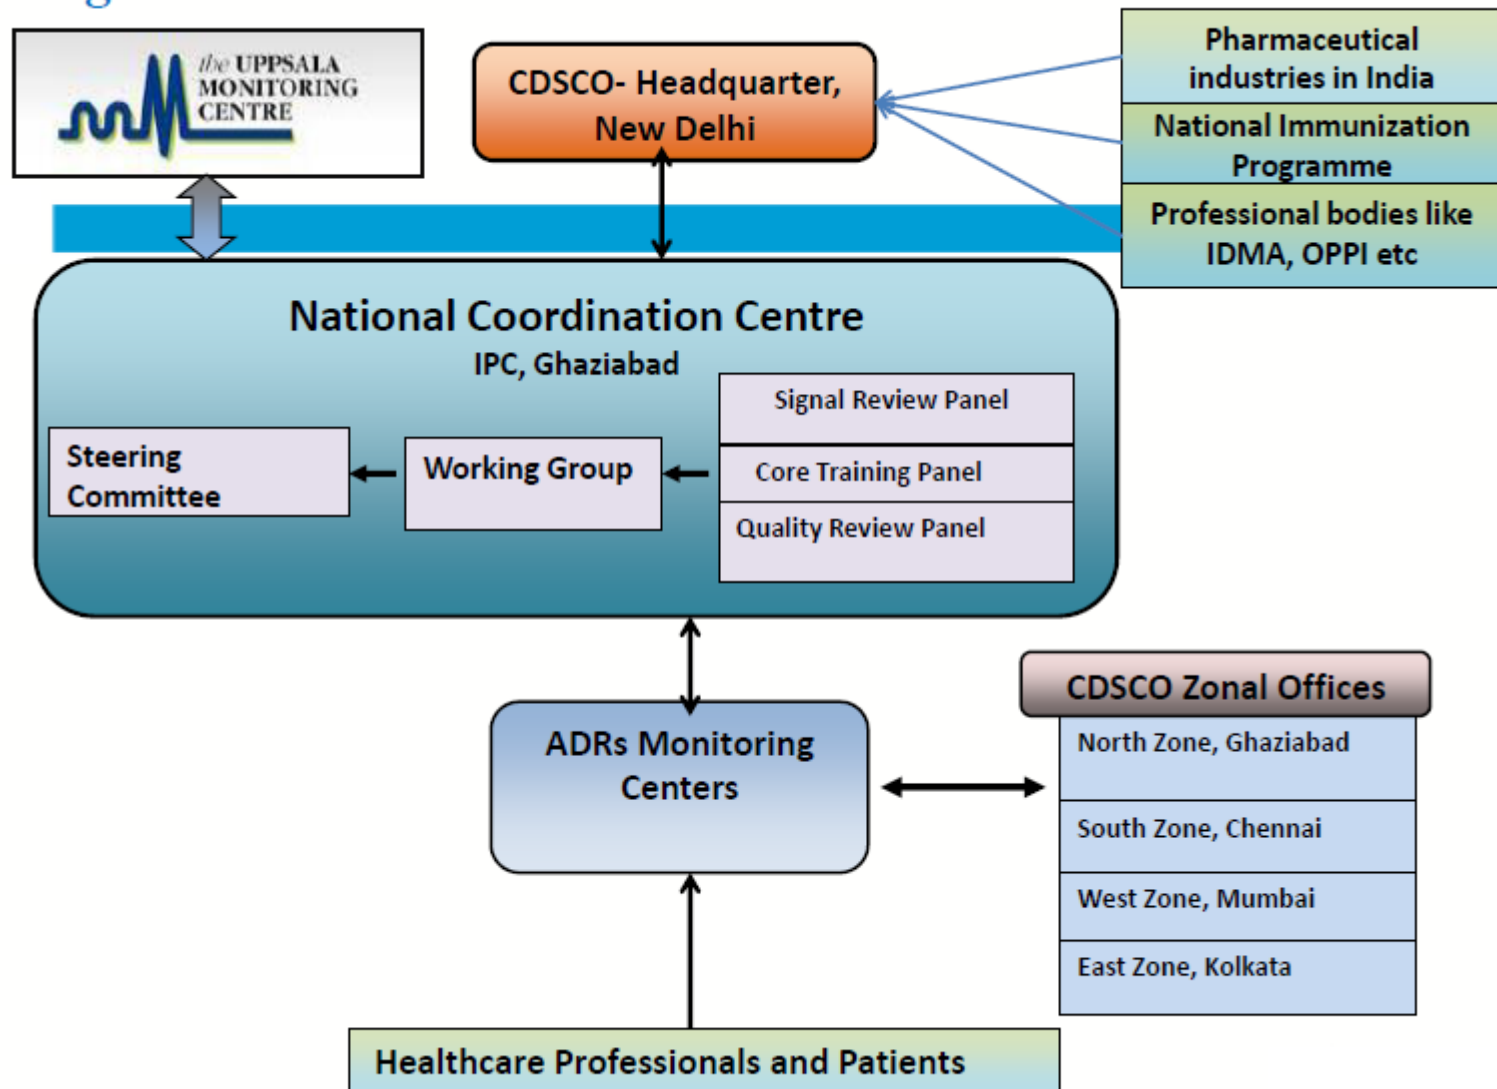 the UPPSALA
MONITORING
CENTRE
CDSCO- Headquarter,
New Delhi
Pharmaceutical
industries in India
National Immunization
Programme
Professional bodies like
IDMA, OPPI etc
National Coordination Centre
IPC, Ghaziabad
Signal Review Panel
Core Training Panel
Quality Review Panel
Working Group
Steering
Committee
ADRs Monitoring
Centers
CDSCO Zonal Offices
North Zone, Ghaziabad
South Zone, Chennai
West Zone, Mumbai
East Zone, Kolkata
Healthcare Professionals and Patients